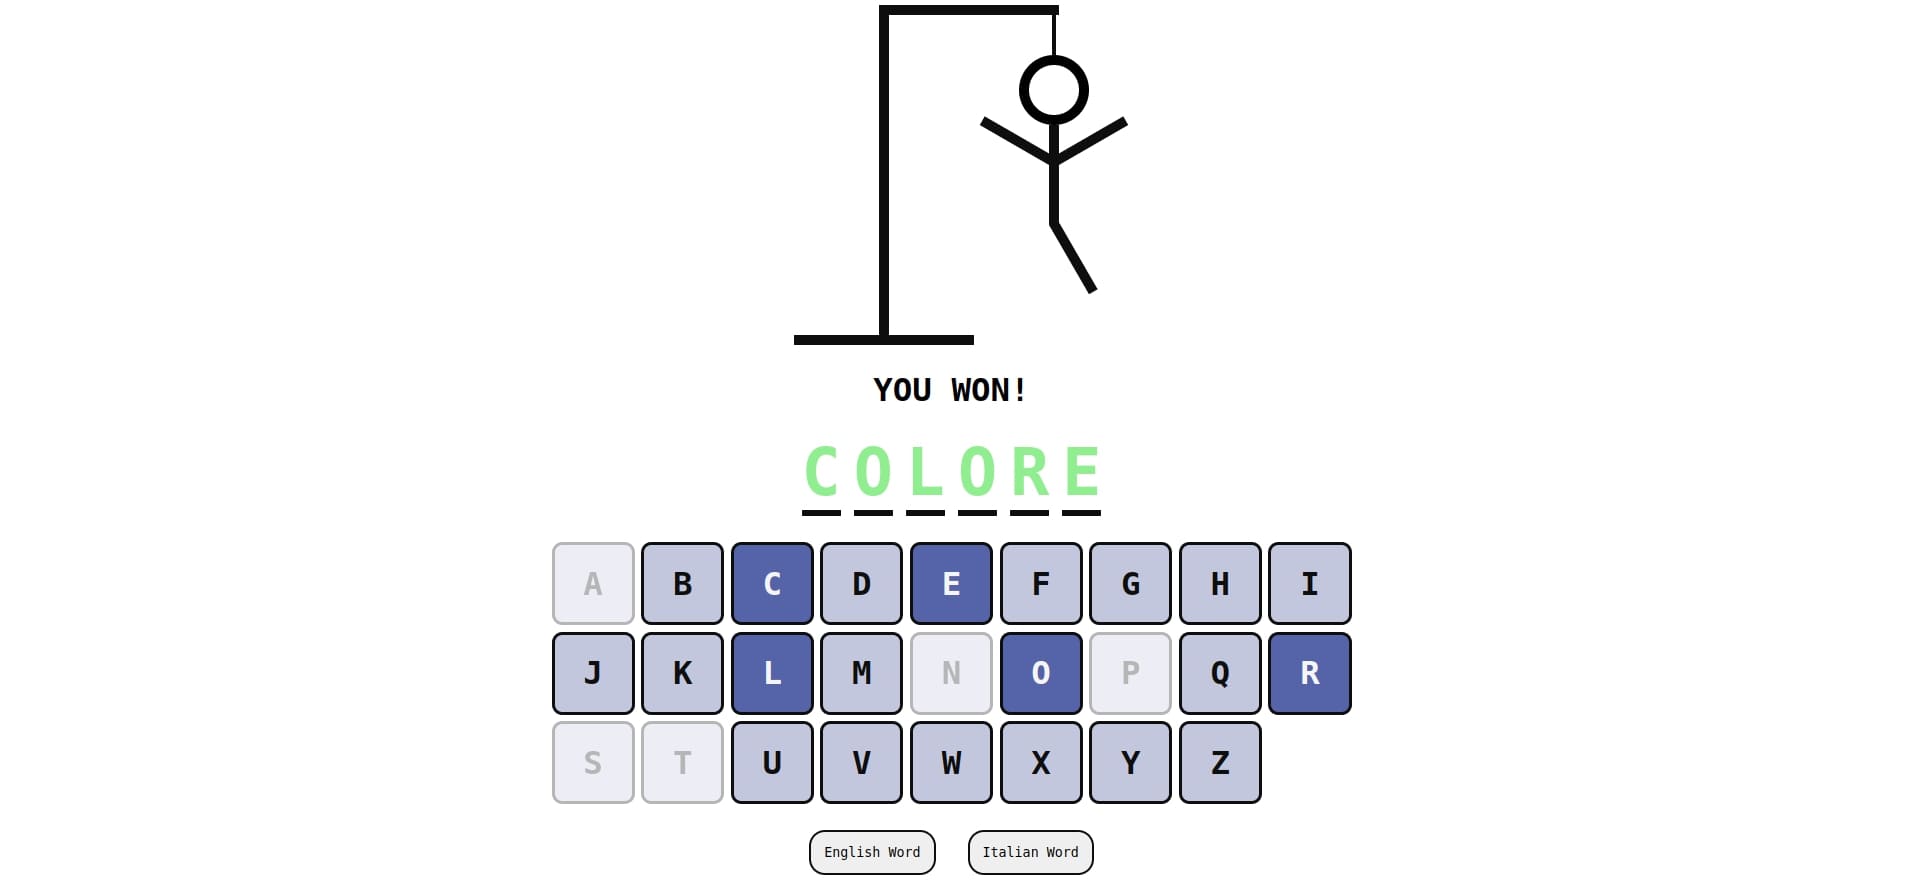 YOU WON!
COLORE
A B C D E F G H I
J K L M N O P Q R
S T U V W X Y Z
English Word Italian Word